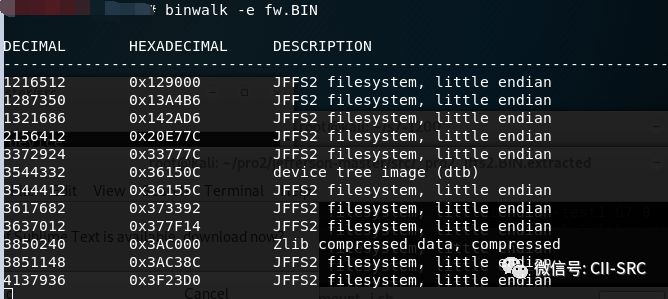 # binwalk -e fw.BIN
DECIMAL HEXADECIMAL DESCRIPTION
--------------------------------------------------------------------------------
1216512 0x129000 JFFS2 filesystem, little endian
1287350 0x13A4B6 JFFS2 filesystem, little endian
1321686 0x142AD6 JFFS2 filesystem, little endian
2156412 0x20E77C JFFS2 filesystem, little endian
3372924 0x33777C JFFS2 filesystem, little endian
3544332 0x36150C device tree image (dtb)
3544412 0x36155C JFFS2 filesystem, little endian
3617682 0x373392 JFFS2 filesystem, little endian
3637012 0x377F14 JFFS2 filesystem, little endian
3850240 0x3AC000 Zlib compressed data, compressed
3851148 0x3AC38C JFFS2 filesystem, little endian
4137936 0x3F23D0 JFFS2 filesystem, little endian
Terminal
Text is available, download now
Cancel
微信号: CII-SRC